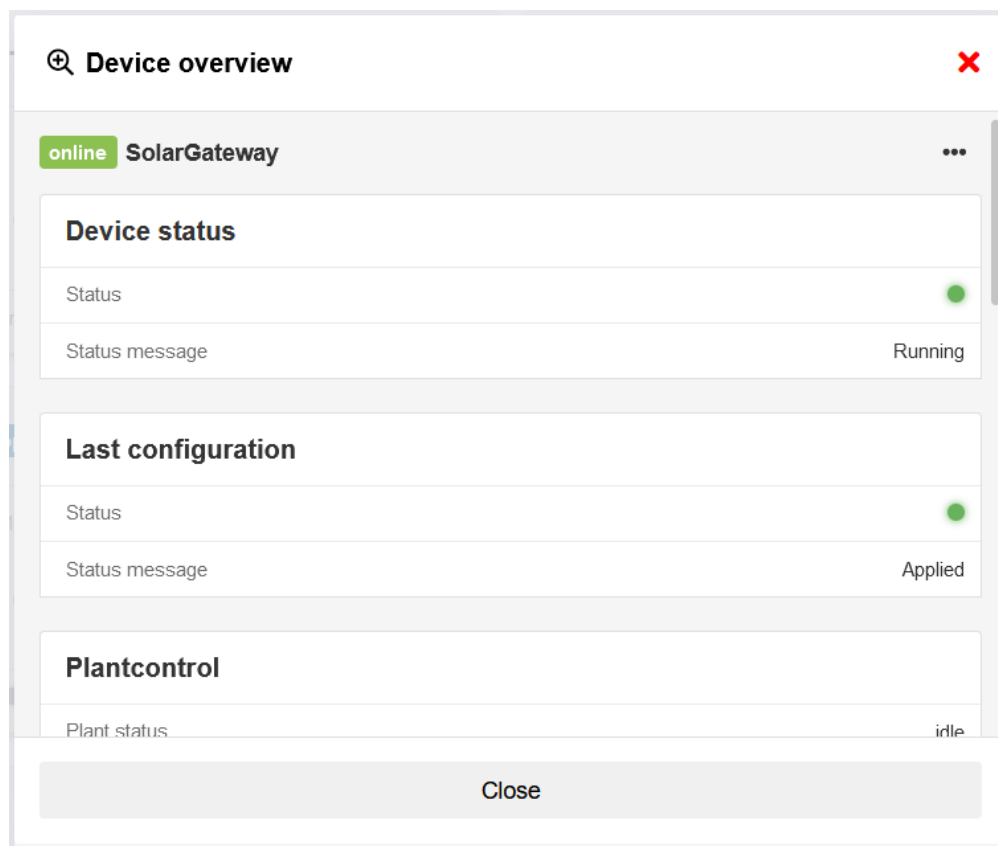 Device overview
online SolarGateway
Device status
Status
Status message Running
Last configuration
Status
Status message Applied
Plantcontrol
Plant status idle
Close